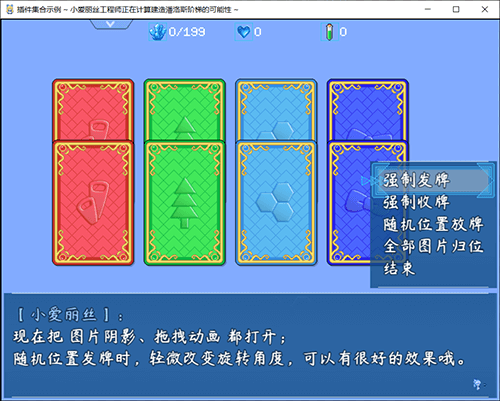 插件集合示例 ~ 小爱丽丝工程师正在计算建造潘洛斯阶梯的可能性 ~
0/199
0
0
强制发牌
强制收牌
随机位置放牌
全部图片归位
结束
【小爱丽丝】:
现在把 图片阴影、拖拽动画 都打开;
随机位置发牌时，轻微改变旋转角度，可以有很好的效果哦。